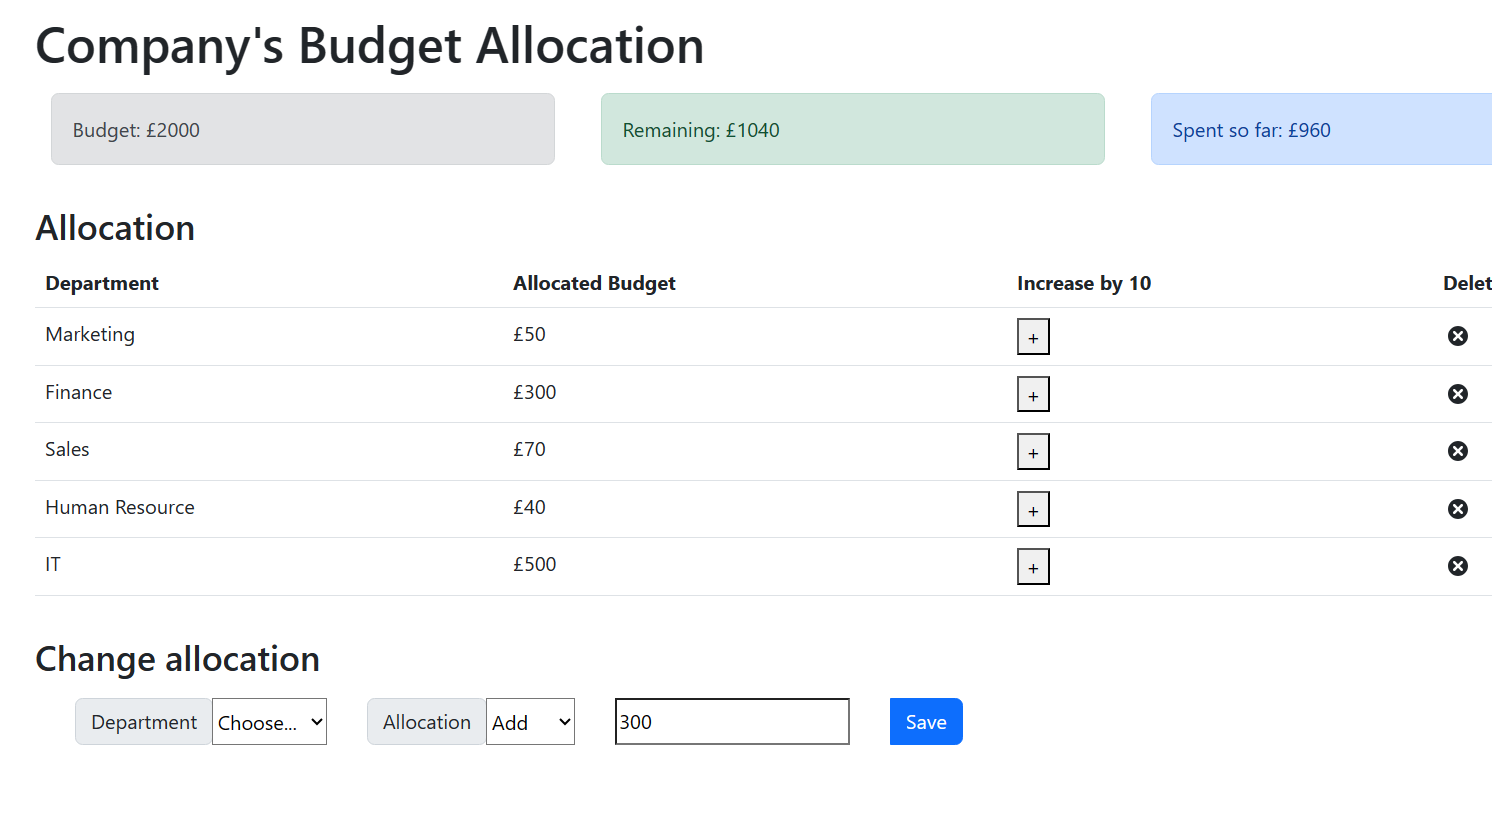 Company's Budget Allocation
Budget: £2000 Remaining: £1040 Spent so far: £960
Allocation
Department Allocated Budget Increase by 10 Delet
Marketing £50 +
Finance £300 +
Sales £70 +
Human Resource £40 +
IT £500 +
Change allocation
Department Choose... Allocation Add 300 Save